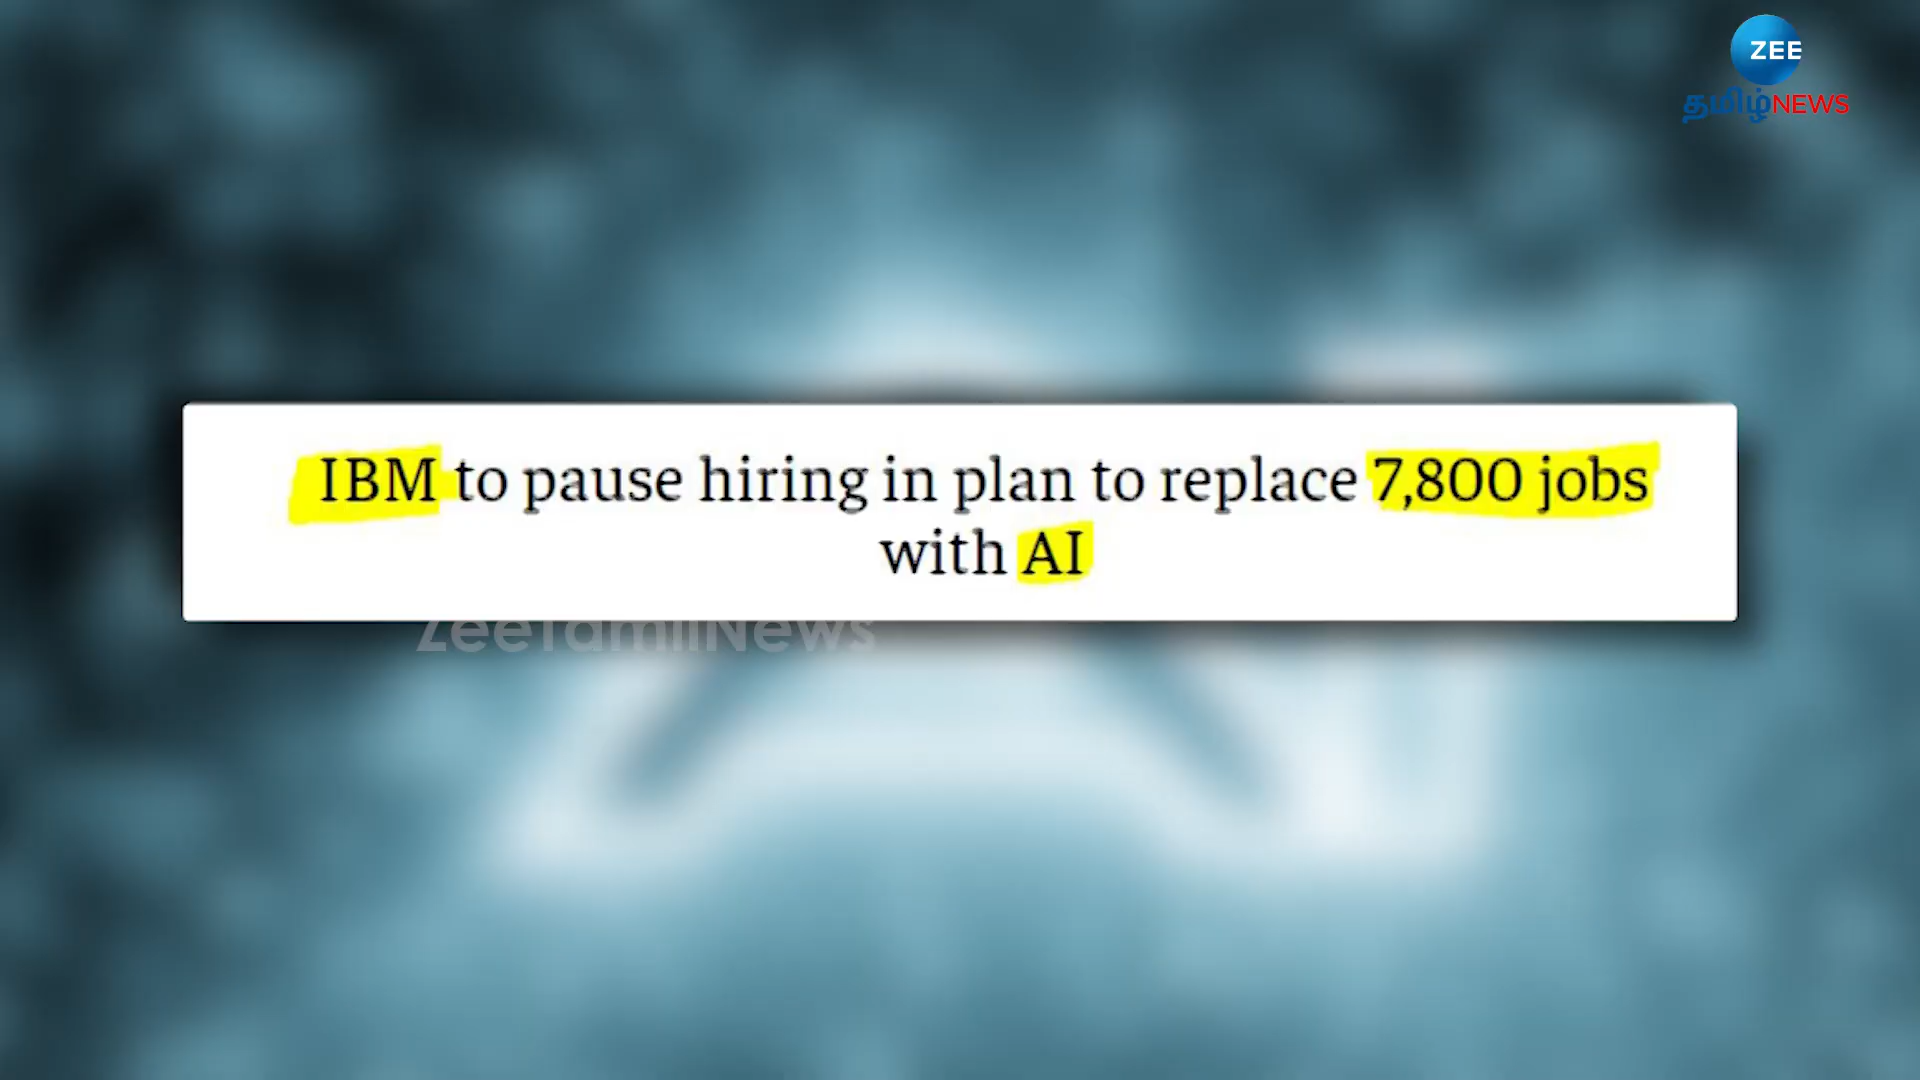 ZEE
தமிழ்NEWS
IBM to pause hiring in plan to replace 7,800 jobs
with AI
ZeeTamilNews